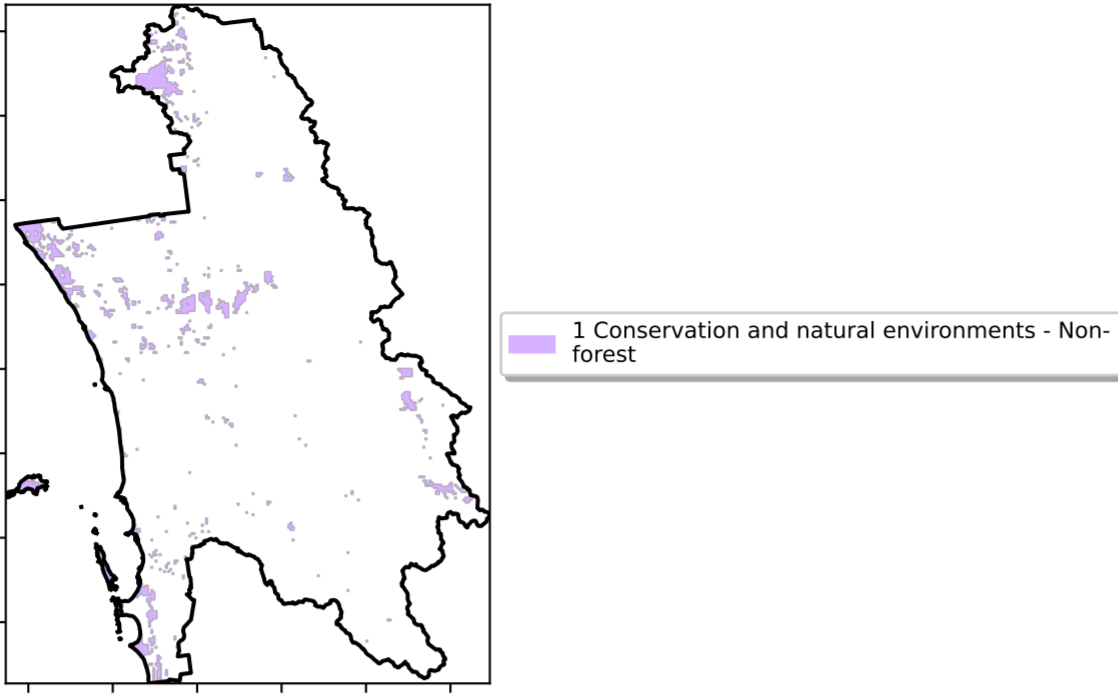 1 Conservation and natural environments - Non-
forest